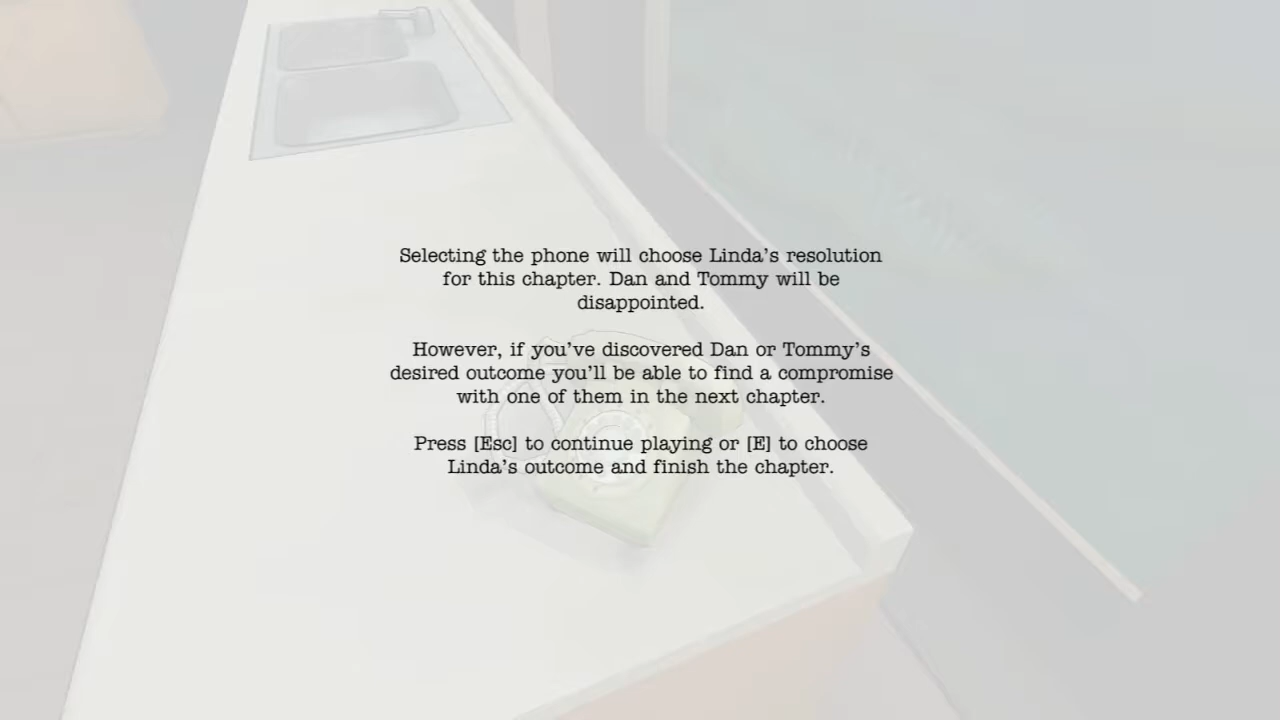 Selecting the phone will choose Linda's resolution
for this chapter. Dan and Tommy will be
disappointed.
However, if you've discovered Dan or Tommy's
desired outcome you'll be able to find a compromise
with one of them in the next chapter.
Press [Esc] to continue playing or [E] to choose
Linda's outcome and finish the chapter.